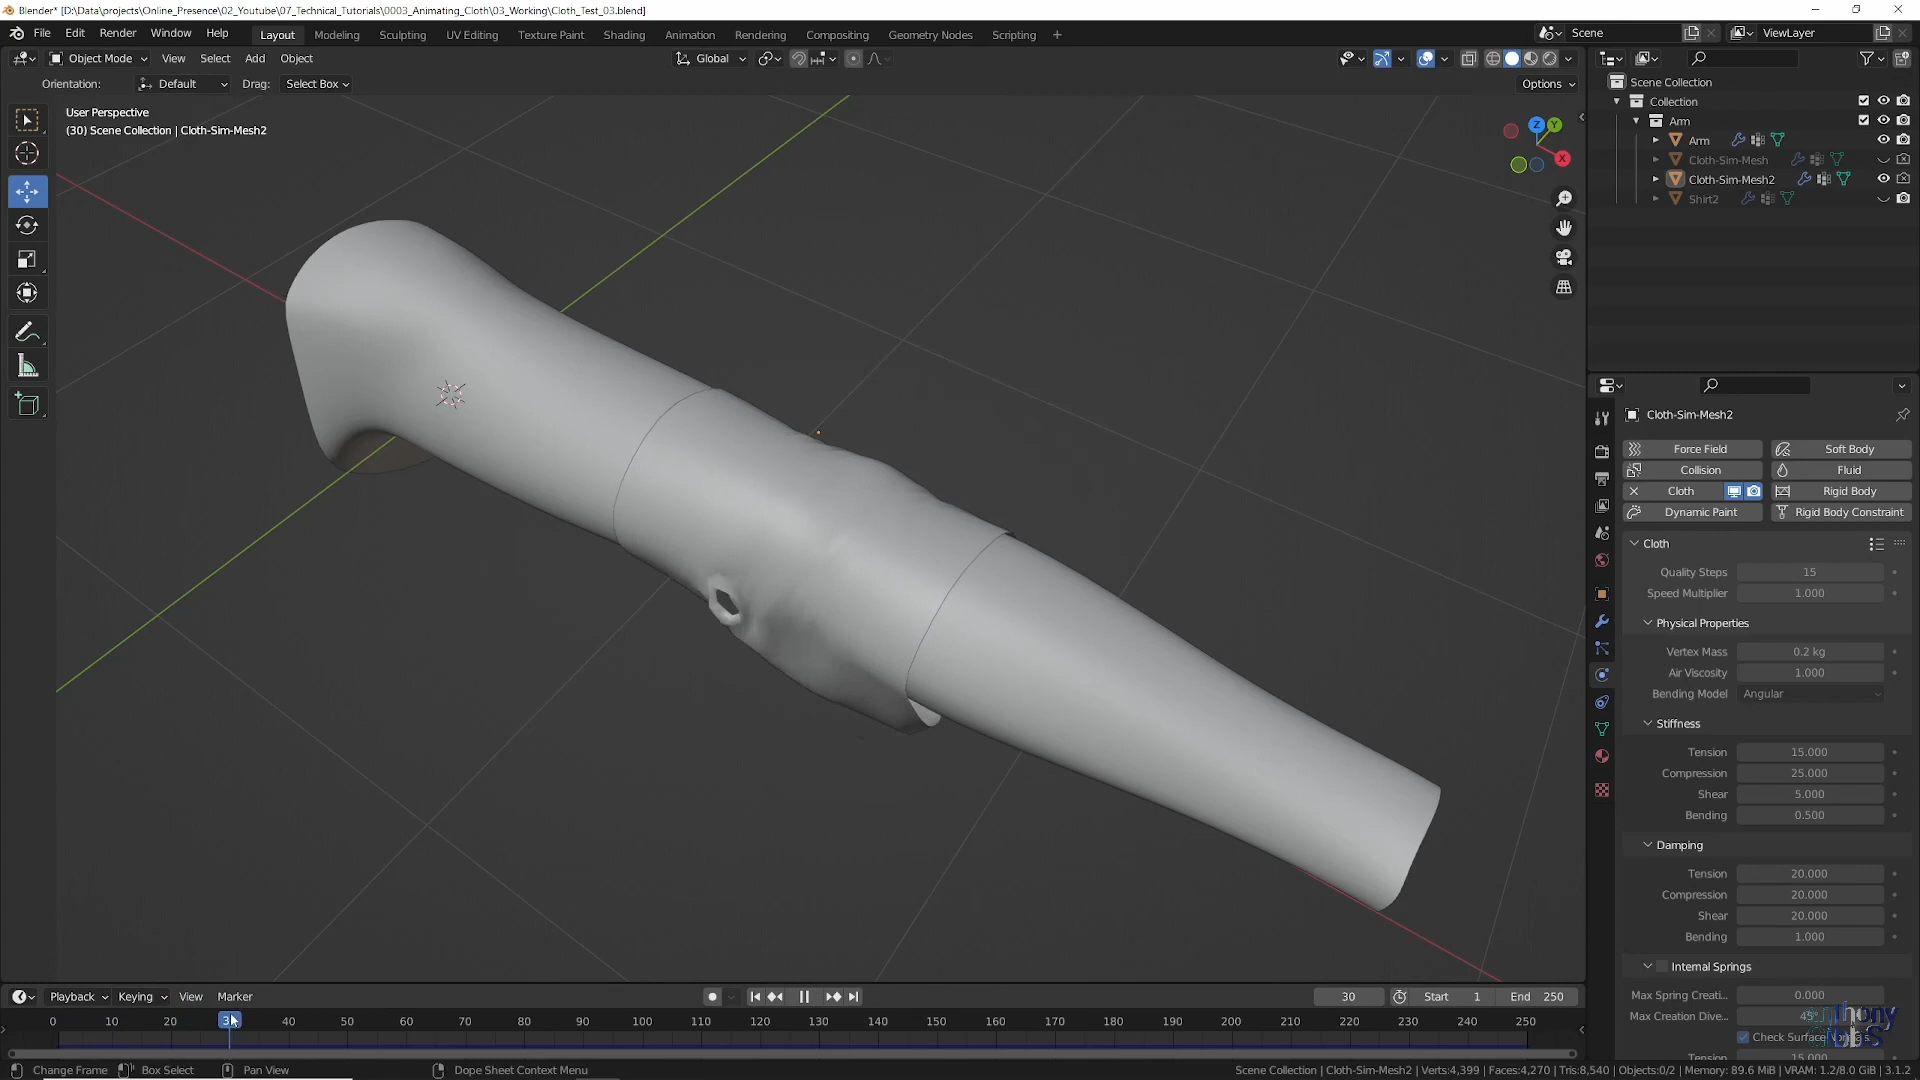 Blender* [D:\Data\projects\Online_Presence\02_Youtube\07_Technical_Tutorials\0003_Animating_Cloth\03_Working\Cloth_Test_03.blend]
File Edit Render Window Help Layout Modeling Sculpting UV Editing Texture Paint Shading Animation Rendering Compositing Geometry Nodes Scripting + Scene ViewLayer
Object Mode View Select Add Object Global
Orientation: Default Drag: Select Box Options
User Perspective
(30) Scene Collection | Cloth-Sim-Mesh2
Z Y X
Scene Collection
Collection
Arm
Arm
Cloth-Sim-Mesh
Cloth-Sim-Mesh2
Shirt2
Cloth-Sim-Mesh2
Force Field Soft Body
Collision Fluid
Cloth Rigid Body
Dynamic Paint Rigid Body Constraint
Cloth
Quality Steps 15
Speed Multiplier 1.000
Physical Properties
Vertex Mass 0.2 kg
Air Viscosity 1.000
Bending Model Angular
Stiffness
Tension 15.000
Compression 25.000
Shear 5.000
Bending 0.500
Damping
Tension 20.000
Compression 20.000
Shear 20.000
Bending 1.000
Internal Springs
Max Spring Creati... 0.000
Max Creation Dive...
Check Surface
Tension 15.000
Playback Keying View Marker 30 Start 1 End 250
0 10 20 40 50 60 70 80 90 100 110 120 130 140 150 160 170 180 190 200 210 220 230 240 250
Change Frame Box Select Pan View Dope Sheet Context Menu Scene Collection | Cloth-Sim-Mesh2 | Verts:4,399 | Faces:4,270 | Tris:8,540 | Objects:0/2 | Memory: 89.6 MiB | VRAM: 1.2/8.0 GiB | 3.1.2